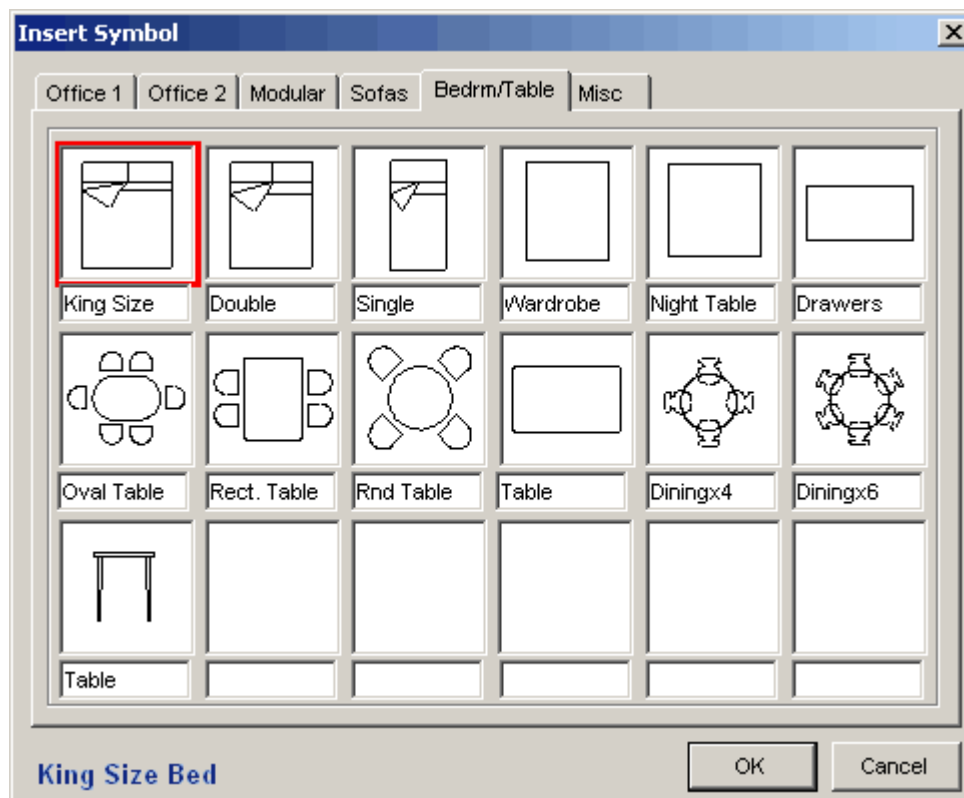 Insert Symbol
Office 1 Office 2 Modular Sofas Bedrm/Table Misc
King Size Double Single Wardrobe Night Table Drawers
Oval Table Rect. Table Rnd Table Table Diningx4 Diningx6
Table
King Size Bed OK Cancel